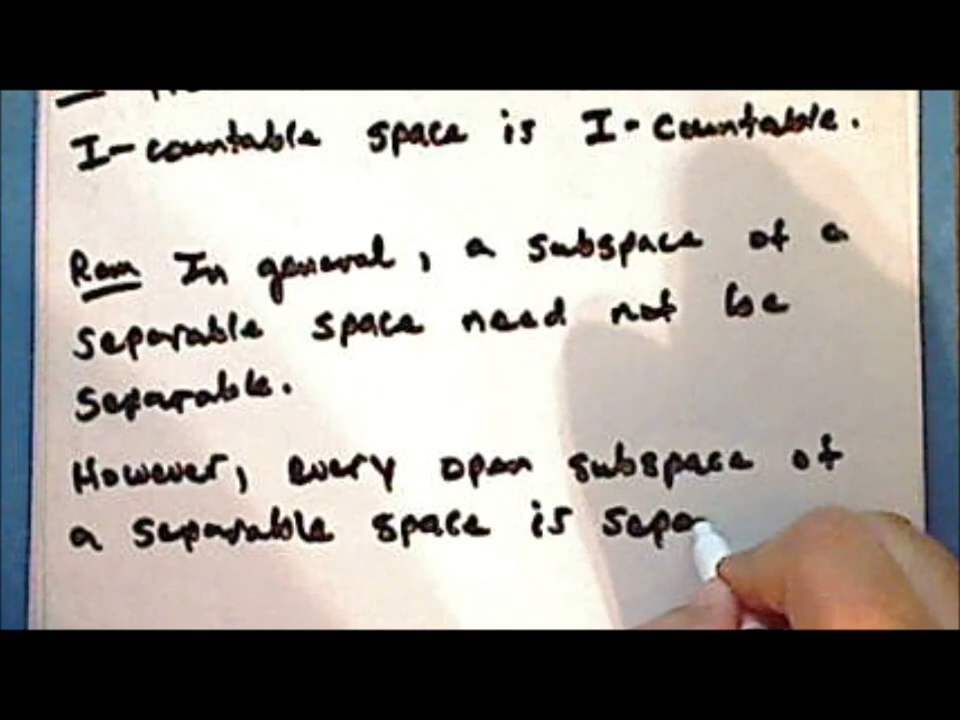 I-countable space is I-countable.
Rem In general, a subspace of a
separable space need not be
separable.
However, every open subspace of
a separable space is sepa